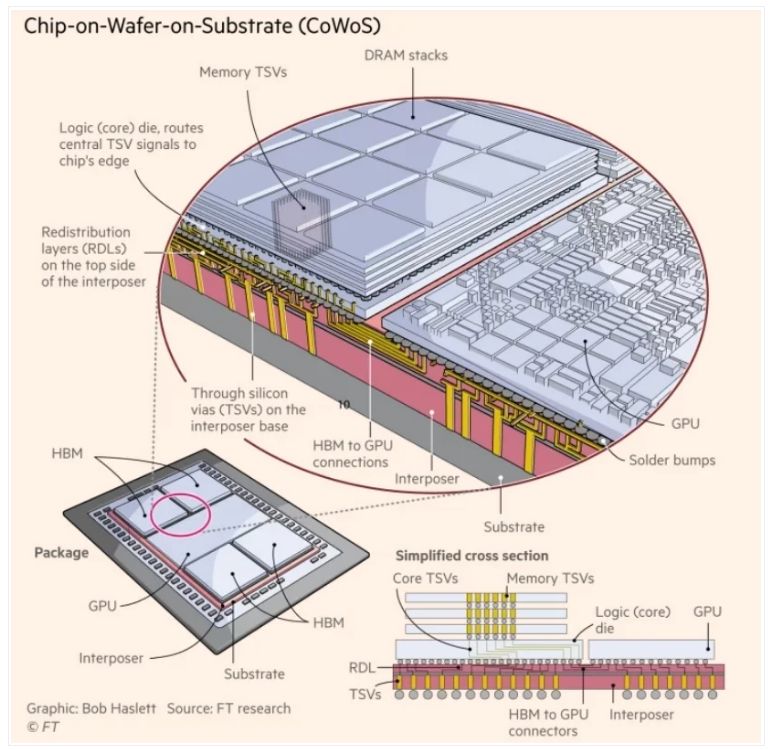 Chip-on-Wafer-on-Substrate (CoWoS)
DRAM stacks
Memory TSVs
Logic (core) die, routes
central TSV signals to
chip's edge
Redistribution
layers (RDLs)
on the top side
of the interposer
Through silicon
vias (TSVs) on the
interposer base
10
HBM to GPU
connections
Interposer
Substrate
GPU
Solder bumps
HBM
Package
GPU
Interposer
Substrate
HBM
Simplified cross section
Core TSVs
Memory TSVs
Logic (core)
die
GPU
RDL
TSVs
HBM to GPU
connectors
Interposer
Graphic: Bob Haslett Source: FT research
© FT